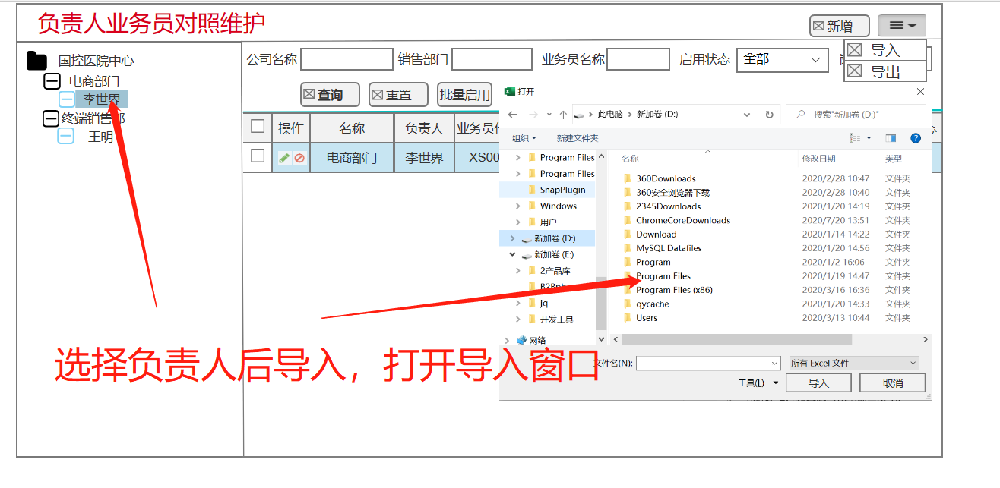 负责人业务员对照维护
新增
国控医院中心
电商部门
李世界
终端销售部
王明
公司名称
销售部门
业务员名称
启用状态
全部
导入
导出
查询
重置
批量启用
操作
名称
负责人
电商部门
李世界
XS00
打开
此电脑
新加卷 (D:)
搜索"新加卷 (D:)"
组织
新建文件夹
Program Files
Program Files
SnapPlugin
Windows
用户
新加卷 (D:)
新加卷 (E:)
2产品库
jq
开发工具
网络
名称 修改日期 类型
360Downloads 2020/2/28 10:47 文件夹
360安全浏览器下载 2020/2/28 10:40 文件夹
2345Downloads 2020/1/20 14:19 文件夹
ChromeCoreDownloads 2020/7/20 13:51 文件夹
Download 2020/1/14 14:22 文件夹
MySQL Datafiles 2020/1/20 14:56 文件夹
Program 2020/1/2 16:06 文件夹
Program Files 2020/1/19 14:47 文件夹
Program Files (x86) 2020/3/16 16:36 文件夹
qycache 2020/1/20 14:33 文件夹
Users 2020/3/13 10:44 文件夹
文件名(N):
所有 Excel 文件
工具(L)
导入
取消
选择负责人后导入，打开导入窗口